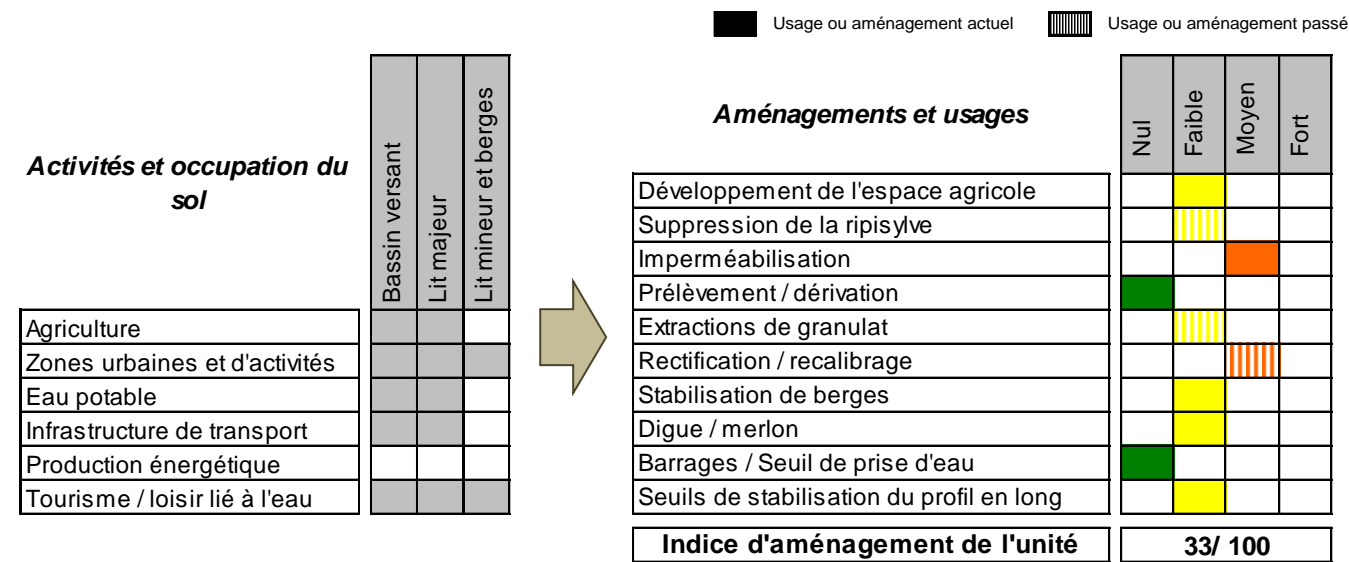 Usage ou aménagement actuel
Usage ou aménagement passé
Activités et occupation du
sol
Bassin versant
Lit majeur
Lit mineur et berges
Agriculture
Zones urbaines et d'activités
Eau potable
Infrastructure de transport
Production énergétique
Tourisme / loisir lié à l'eau
Aménagements et usages
Nul
Faible
Moyen
Fort
Développement de l'espace agricole
Suppression de la ripisylve
Imperméabilisation
Prélèvement / dérivation
Extractions de granulat
Rectification / recalibrage
Stabilisation de berges
Digue / merlon
Barrages / Seuil de prise d'eau
Seuils de stabilisation du profil en long
Indice d'aménagement de l'unité
33/ 100